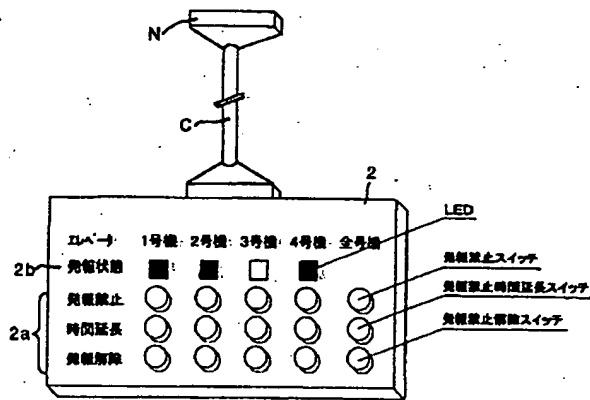 N
C
2
LED
エレベータ 1号機 2号機 3号機 4号機 全号機
2b 発報状態
発報禁止 発報禁止スイッチ
2a 時間延長 発報禁止時間延長スイッチ
発報解除 発報禁止解除スイッチ